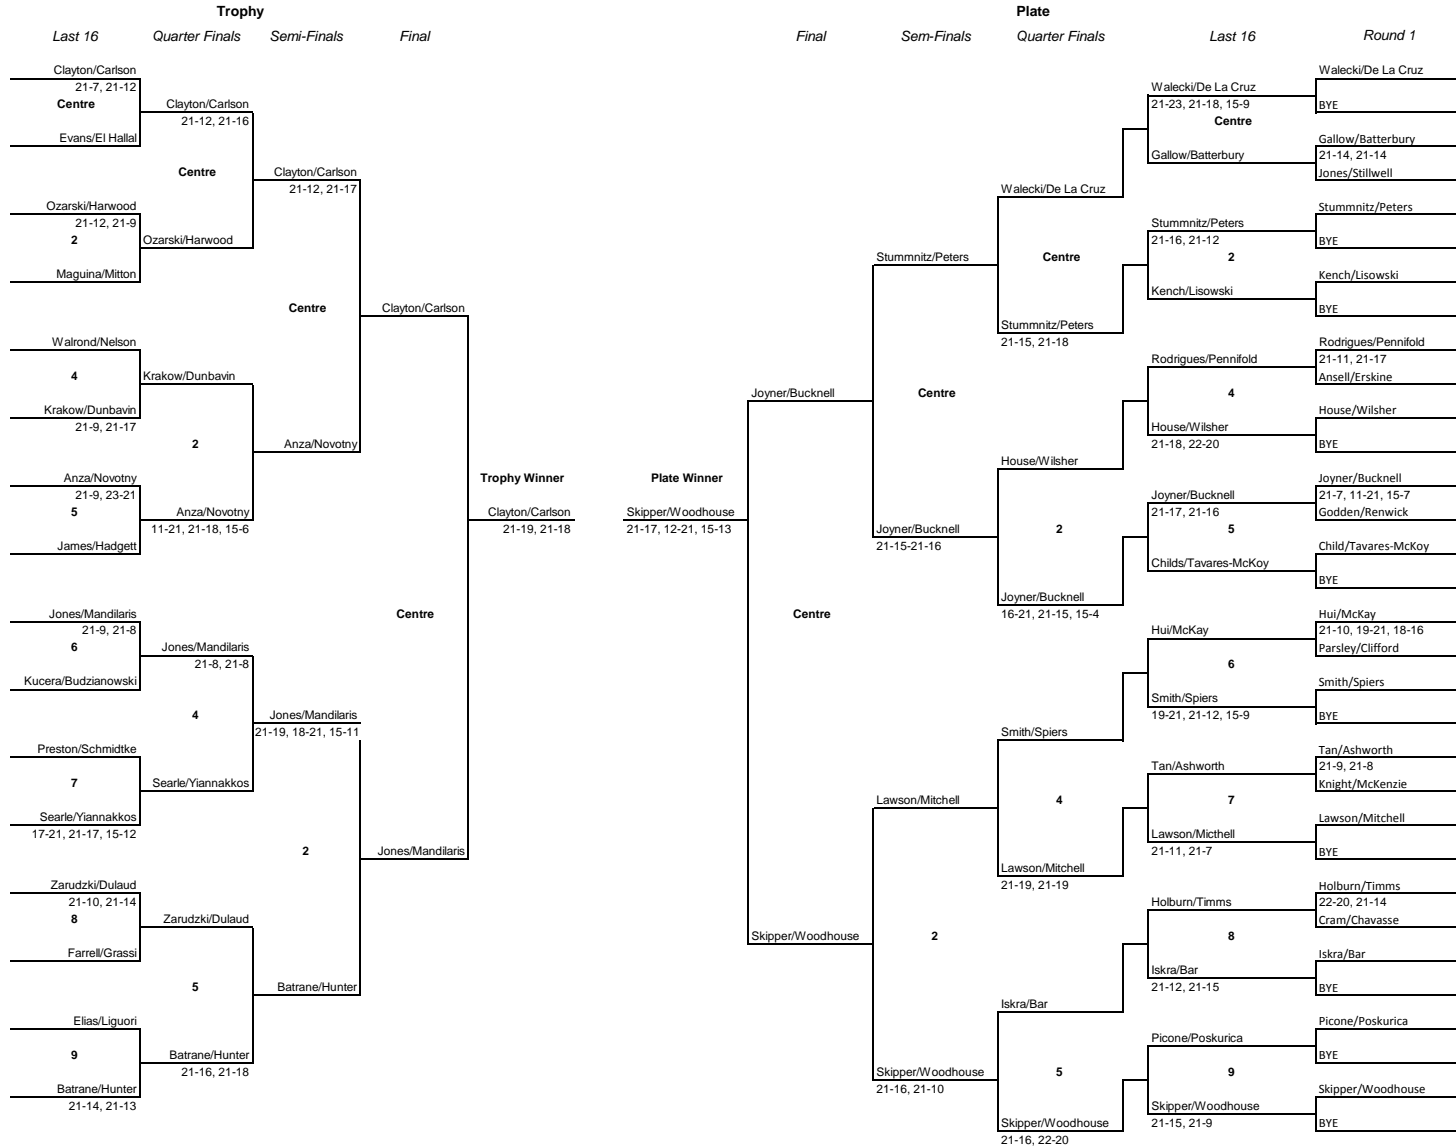 Trophy
Last 16
Quarter Finals
Semi-Finals
Final
Clayton/Carlson
21-7, 21-12
Centre
Evans/El Hallal
Ozarski/Harwood
21-12, 21-9
2
Maguina/Mitton
Walrond/Nelson
4
Krakow/Dunbavin
21-9, 21-17
Anza/Novotny
21-9, 23-21
5
James/Hadgett
Jones/Mandilaris
21-9, 21-8
6
Kucera/Budzianowski
Preston/Schmidtke
7
Searle/Yiannakkos
17-21, 21-17, 15-12
Zarudzki/Dulaud
21-10, 21-14
8
Farrell/Grassi
Elias/Liguori
9
Batrane/Hunter
21-14, 21-13
Clayton/Carlson
21-12, 21-16
Centre
Ozarski/Harwood
Krakow/Dunbavin
2
Anza/Novotny
11-21, 21-18, 15-6
Jones/Mandilaris
21-8, 21-8
4
Searle/Yiannakkos
Zarudzki/Dulaud
5
Batrane/Hunter
21-16, 21-18
Clayton/Carlson
21-12, 21-17
Centre
Anza/Novotny
Jones/Mandilaris
21-19, 18-21, 15-11
2
Batrane/Hunter
Clayton/Carlson
Centre
Jones/Mandilaris
Trophy Winner
Clayton/Carlson
21-19, 21-18
Plate
Final
Sem-Finals
Quarter Finals
Last 16
Round 1
Plate Winner
Skipper/Woodhouse
21-17, 12-21, 15-13
Joyner/Bucknell
Centre
Skipper/Woodhouse
Stummnitz/Peters
Centre
Joyner/Bucknell
21-15-21-16
Lawson/Mitchell
2
Skipper/Woodhouse
21-16, 21-10
Walecki/De La Cruz
Centre
Stummnitz/Peters
21-15, 21-18
House/Wilsher
2
Joyner/Bucknell
16-21, 21-15, 15-4
Smith/Spiers
4
Lawson/Mitchell
21-19, 21-19
Iskra/Bar
5
Skipper/Woodhouse
21-16, 22-20
Walecki/De La Cruz
21-23, 21-18, 15-9
Centre
Gallow/Batterbury
Stummnitz/Peters
21-16, 21-12
2
Kench/Lisowski
Rodrigues/Pennifold
4
House/Wilsher
21-18, 22-20
Joyner/Bucknell
21-17, 21-16
5
Childs/Tavares-McKoy
Hui/McKay
6
Smith/Spiers
19-21, 21-12, 15-9
Tan/Ashworth
7
Lawson/Micthell
21-11, 21-7
Holburn/Timms
8
Iskra/Bar
21-12, 21-15
Picone/Poskurica
9
Skipper/Woodhouse
21-15, 21-9
Walecki/De La Cruz
BYE
Gallow/Batterbury
21-14, 21-14
Jones/Stillwell
Stummnitz/Peters
BYE
Kench/Lisowski
BYE
Rodrigues/Pennifold
21-11, 21-17
Ansell/Erskine
House/Wilsher
BYE
Joyner/Bucknell
21-7, 11-21, 15-7
Godden/Renwick
Child/Tavares-McKoy
BYE
Hui/McKay
21-10, 19-21, 18-16
Parsley/Clifford
Smith/Spiers
BYE
Tan/Ashworth
21-9, 21-8
Knight/McKenzie
Lawson/Mitchell
BYE
Holburn/Timms
22-20, 21-14
Cram/Chavasse
Iskra/Bar
BYE
Picone/Poskurica
BYE
Skipper/Woodhouse
BYE